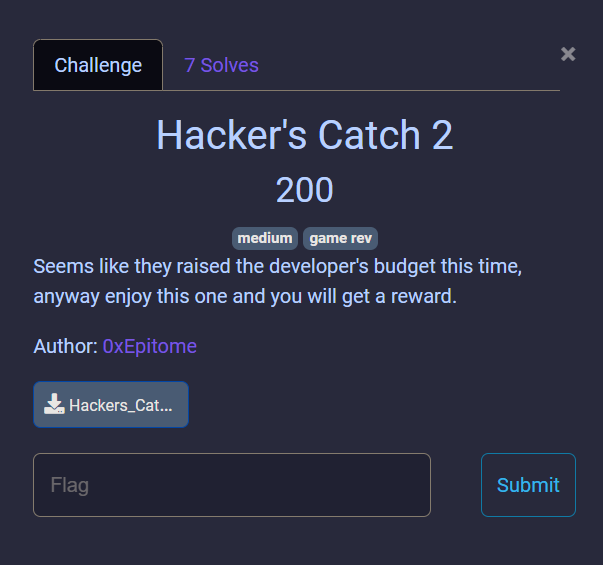 Challenge
7 Solves
×
Hacker's Catch 2
200
medium game rev
Seems like they raised the developer's budget this time,
anyway enjoy this one and you will get a reward.
Author: 0xEpitome
Hackers_Cat...
Flag
Submit